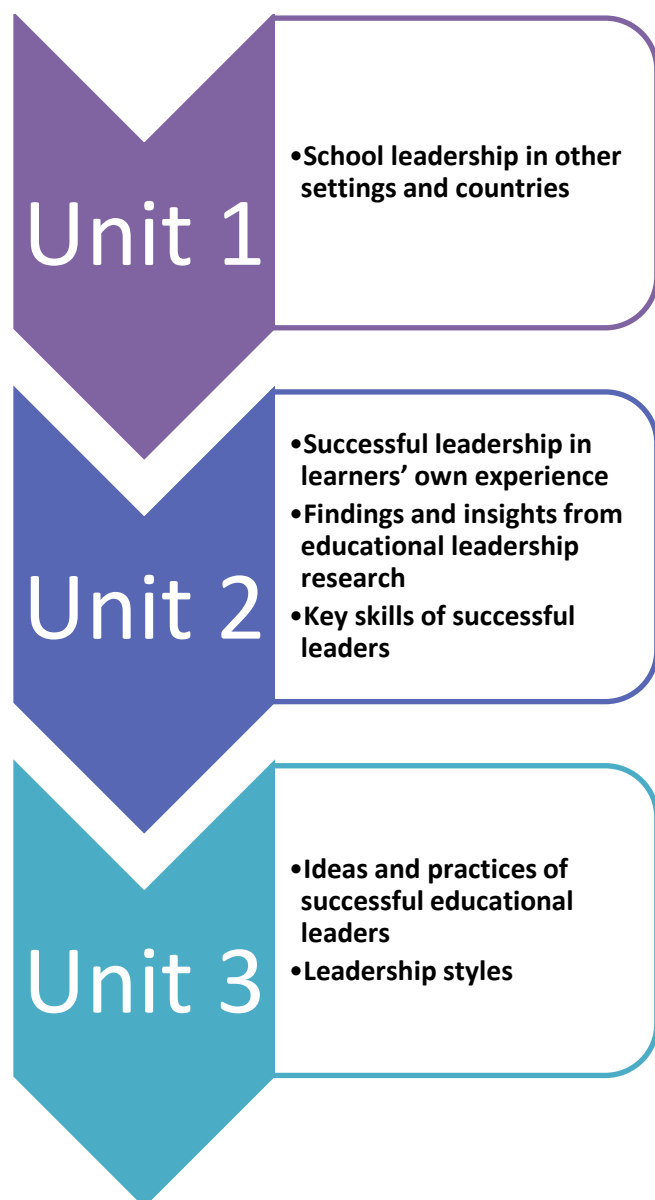 Unit 1
•School leadership in other
settings and countries
Unit 2
•Successful leadership in
learners’ own experience
•Findings and insights from
educational leadership
research
•Key skills of successful
leaders
Unit 3
•Ideas and practices of
successful educational
leaders
•Leadership styles